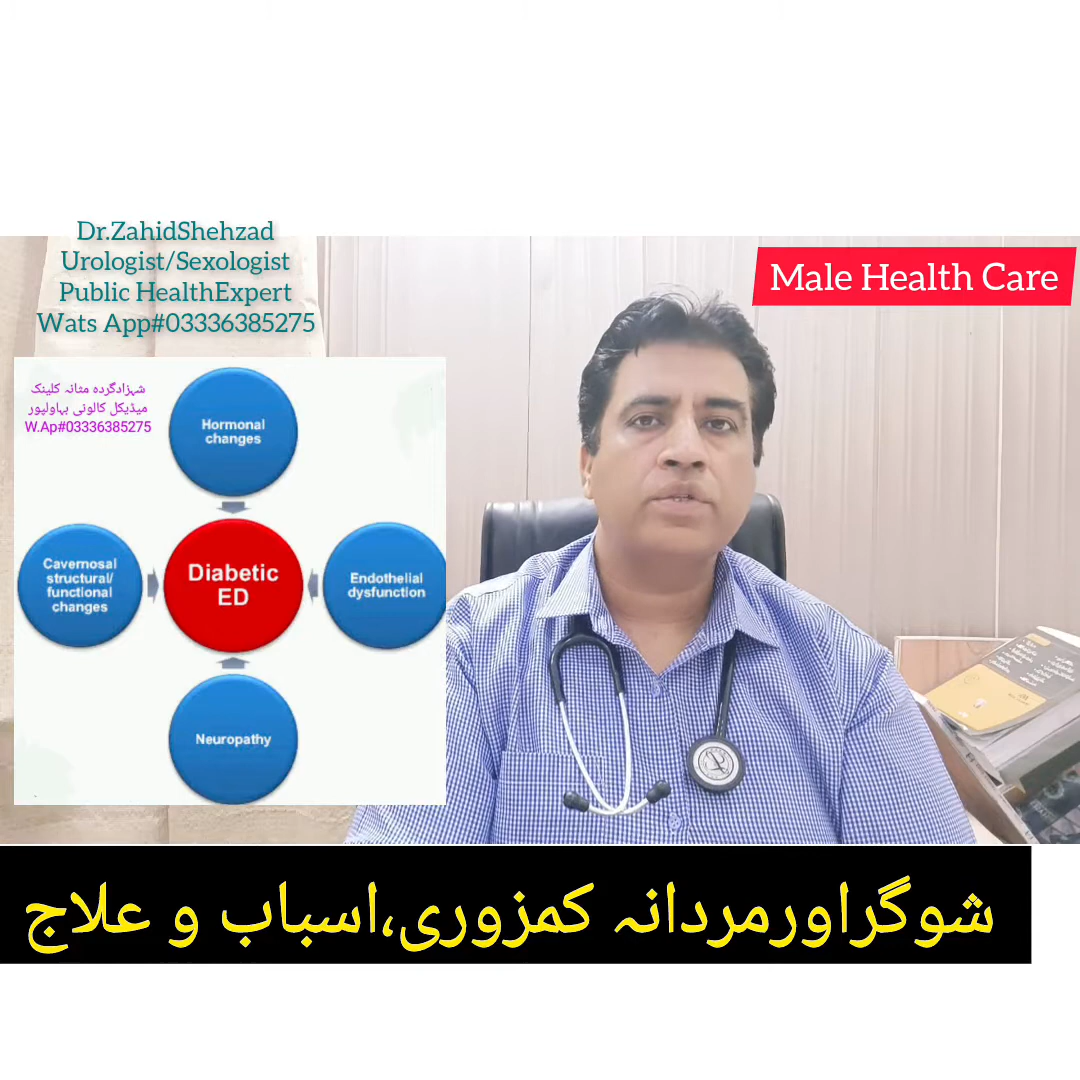 Dr.ZahidShehzad
Urologist/Sexologist
Public HealthExpert
Wats App#03336385275
Male Health Care
شہزادگردہ مثانہ کلینک
میڈیکل کالونی بہاولپور
W.Ap#03336385275
Hormonal
changes
Cavernosal
structural/
functional
changes
Diabetic
ED
Endothelial
dysfunction
Neuropathy
شوگراورمردانہ کمزوری،اسباب و علاج